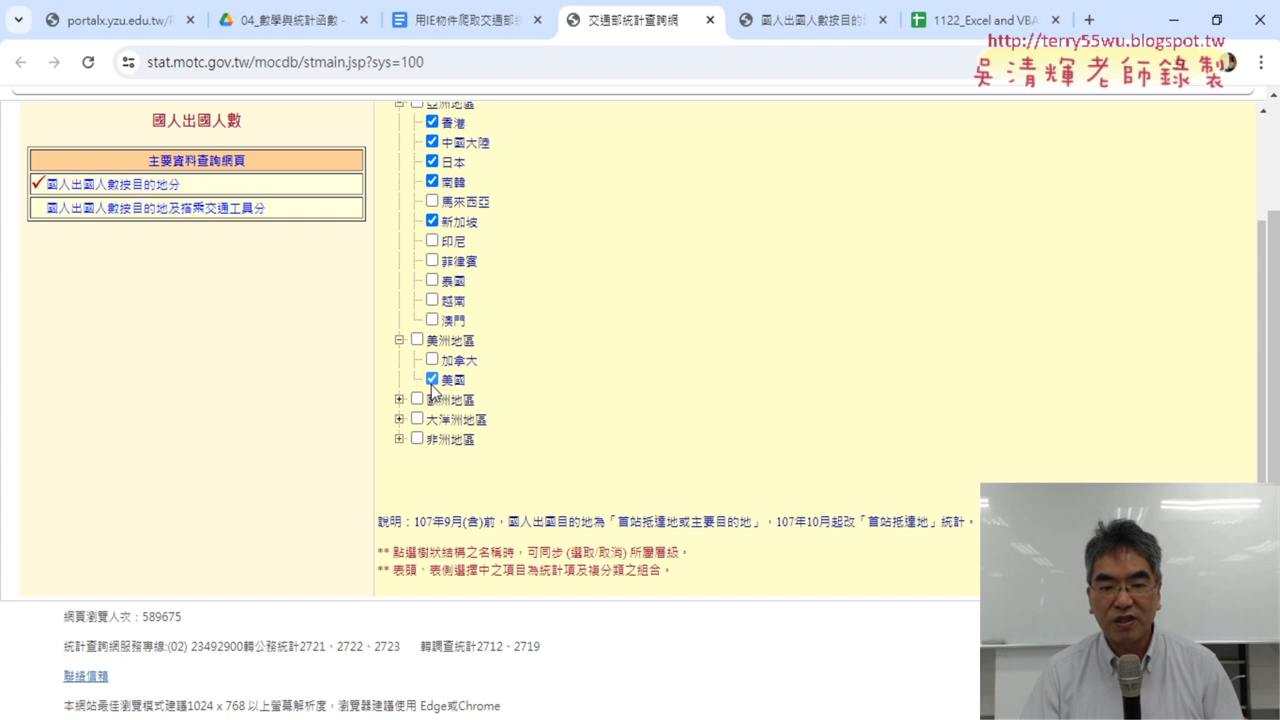 portalx.yzu.edu.tw/F
04_數學與統計函數 -
用IE物件爬取交通部統
交通部統計查詢網
國人出國人數按目的地
1122_Excel and VBA
http://terry55wu.blogspot.tw
stat.motc.gov.tw/mocdb/stmain.jsp?sys=100
吳清輝老師錄製
國人出國人數
主要資料查詢網頁
國人出國人數按目的地分
國人出國人數按目的地及搭乘交通工具分
亞洲地區
香港
中國大陸
日本
南韓
馬來西亞
新加坡
印尼
菲律賓
泰國
越南
澳門
美洲地區
加拿大
美國
歐洲地區
大洋洲地區
非洲地區
說明：107年9月(含)前，國人出國目的地為「首站抵達地或主要目的地」，107年10月起改「首站抵達地」統計。
** 點選樹狀結構之名稱時，可同步 (選取/取消) 所屬層級。
** 表頭、表側選擇中之項目為統計項及複分類之組合。
網頁瀏覽人次：589675
統計查詢網服務專線:(02) 23492900轉公務統計2721、2722、2723 轉調查統計2712、2719
聯絡信箱
本網站最佳瀏覽模式建議1024 x 768 以上螢幕解析度，瀏覽器建議使用 Edge或Chrome